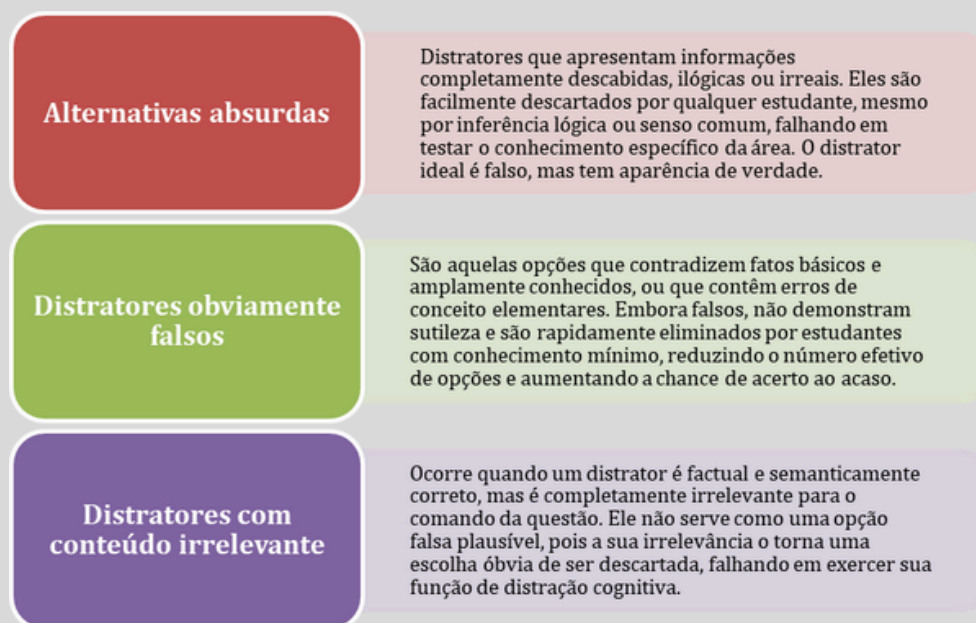 Alternativas absurdas
Distratores que apresentam informações
completamente descabidas, ilógicas ou irreais. Eles são
facilmente descartados por qualquer estudante, mesmo
por inferência lógica ou senso comum, falhando em
testar o conhecimento específico da área. O distrator
ideal é falso, mas tem aparência de verdade.
Distratores obviamente
falsos
São aquelas opções que contradizem fatos básicos e
amplamente conhecidos, ou que contêm erros de
conceito elementares. Embora falsos, não demonstram
sutileza e são rapidamente eliminados por estudantes
com conhecimento mínimo, reduzindo o número efetivo
de opções e aumentando a chance de acerto ao acaso.
Distratores com
conteúdo irrelevante
Ocorre quando um distrator é factual e semanticamente
correto, mas é completamente irrelevante para o
comando da questão. Ele não serve como uma opção
falsa plausível, pois a sua irrelevância o torna uma
escolha óbvia de ser descartada, falhando em exercer sua
função de distração cognitiva.